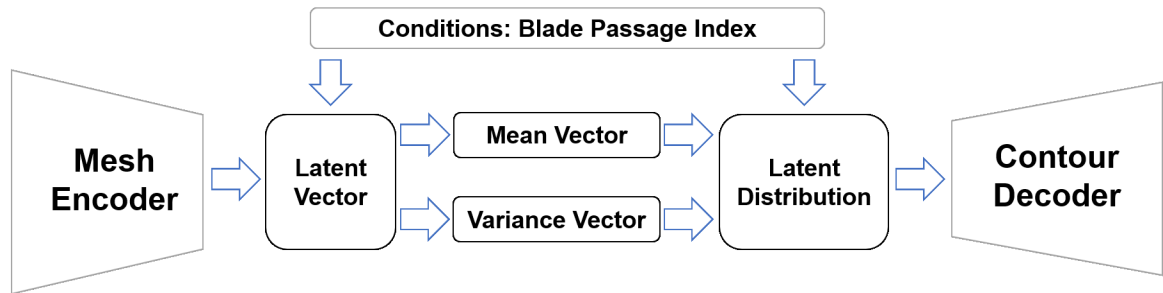 Conditions: Blade Passage Index
Mesh
Encoder
Latent
Vector
Mean Vector
Variance Vector
Latent
Distribution
Contour
Decoder